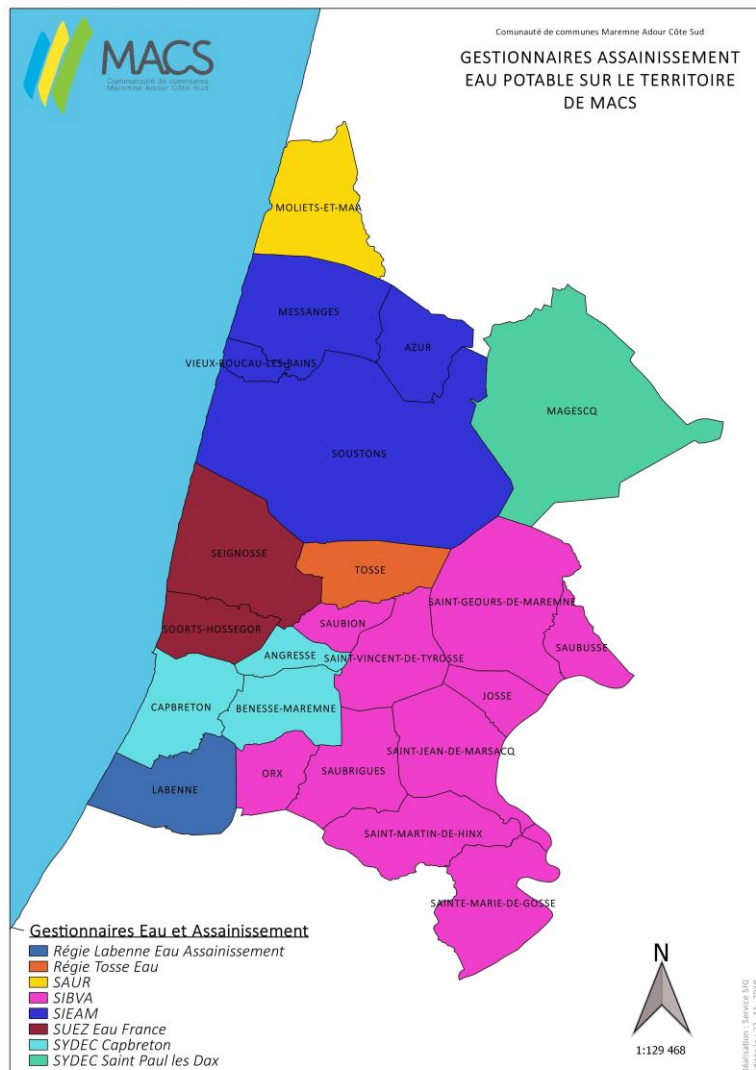 MACS
Communauté de communes
Maremne Adour Côte-Sud
Comunauté de communes Maremne Adour Côte Sud
GESTIONNAIRES ASSAINISSEMENT
EAU POTABLE SUR LE TERRITOIRE
DE MACS
MOLIETS-ET-MAA
MESSANGES
AZUR
VIEUX-BOUCAU-LES-BAINS
MAGESCQ
SOUSTONS
SEIGNOSSE
TOSSE
SAINT-GEOURS-DE-MAREMNE
SAUBION
SOORTS-HOSSEGOR
SAUBUSSE
ANGRESSE
SAINT-VINCENT-DE-TYROSSE
JOSSE
CAPBRETON
BENESSE-MAREMNE
SAINT-JEAN-DE-MARSACQ
ORX
SAUBRIGUES
LABENNE
SAINT-MARTIN-DE-HINX
SAINTE-MARIE-DE-GOSSE
Gestionnaires Eau et Assainissement
Régie Labenne Eau Assainissement
Régie Tosse Eau
SAUR
SIBVA
SIEAM
SUEZ Eau France
SYDEC Capbreton
SYDEC Saint Paul les Dax
N
1:129 468
Réalisation : Service SIG